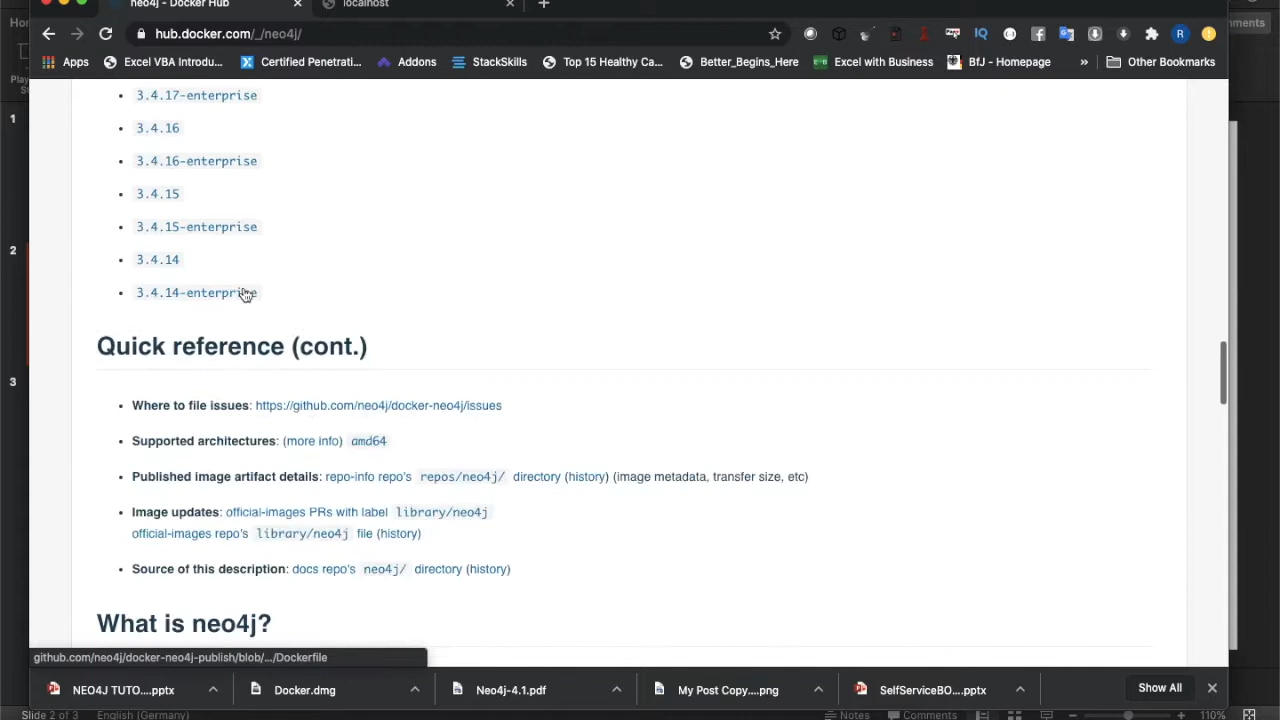 neo4j - Docker Hub
localhost
hub.docker.com/_/neo4j/
Apps
Excel VBA Introdu...
Certified Penetrati...
Addons
StackSkills
Top 15 Healthy Ca...
Better_Begins_Here
Excel with Business
BfJ - Homepage
»
Other Bookmarks
1
2
3
3.4.17-enterprise
3.4.16
3.4.16-enterprise
3.4.15
3.4.15-enterprise
3.4.14
3.4.14-enterprise
Quick reference (cont.)
Where to file issues: https://github.com/neo4j/docker-neo4j/issues
Supported architectures: (more info) amd64
Published image artifact details: repo-info repo's repos/neo4j/ directory (history) (image metadata, transfer size, etc)
Image updates: official-images PRs with label library/neo4j
official-images repo's library/neo4j file (history)
Source of this description: docs repo's neo4j/ directory (history)
What is neo4j?
github.com/neo4j/docker-neo4j-publish/blob/.../Dockerfile
NEO4J TUTO....pptx
Docker.dmg
Neo4j-4.1.pdf
My Post Copy....png
SelfServiceBO....pptx
Show All
Slide 2 of 3
English (Germany)
Notes
Comments
110%